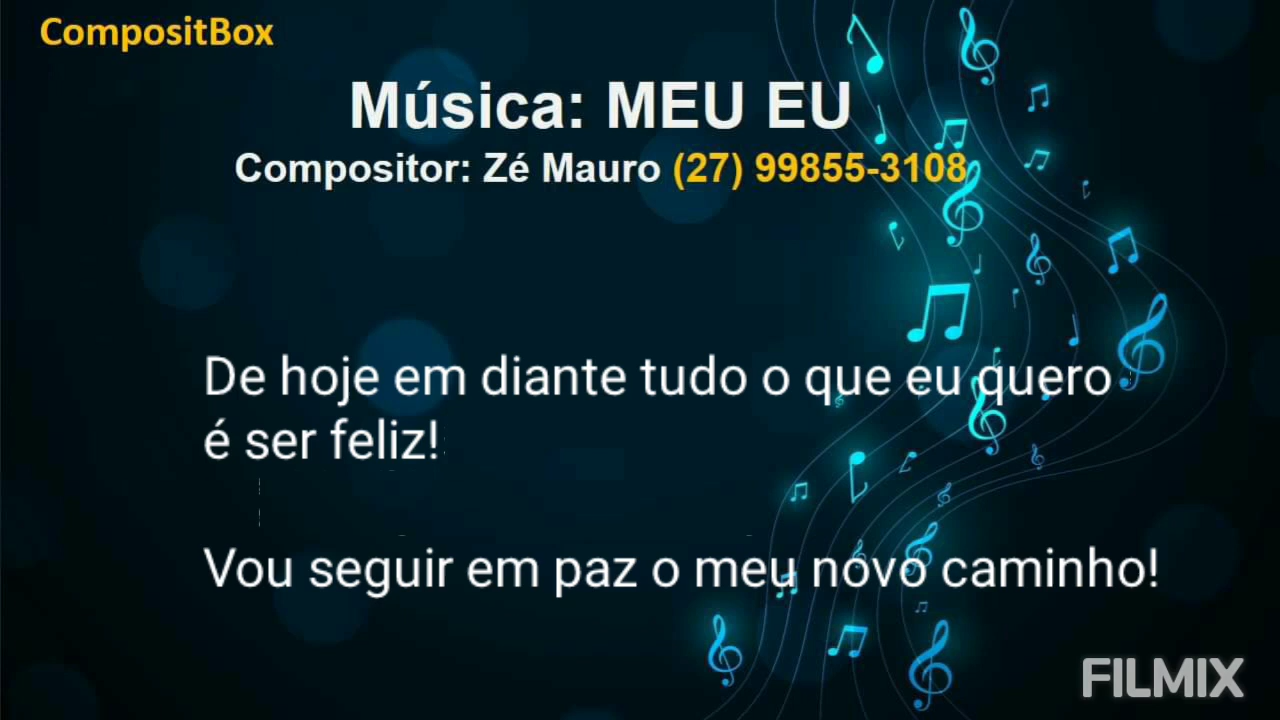 CompositBox
Música: MEU EU
Compositor: Zé Mauro (27) 99855-3108
De hoje em diante tudo o que eu quero
é ser feliz!
Vou seguir em paz o meu novo caminho!
FILMIX